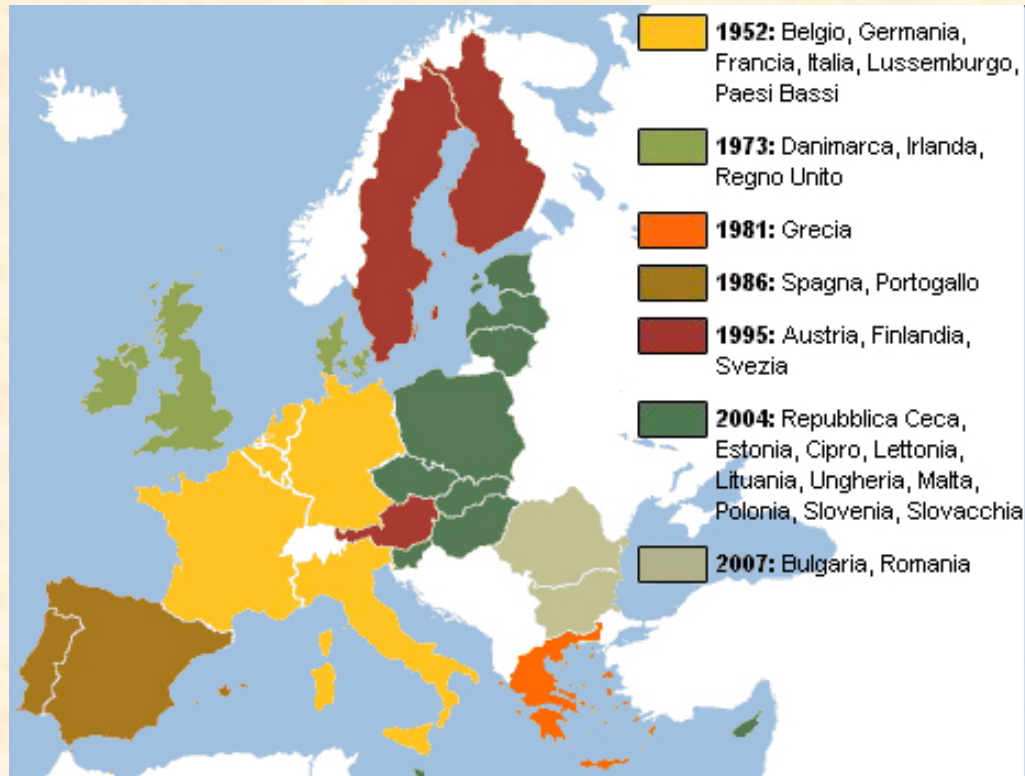 1952: Belgio, Germania,
Francia, Italia, Lussemburgo,
Paesi Bassi
1973: Danimarca, Irlanda,
Regno Unito
1981: Grecia
1986: Spagna, Portogallo
1995: Austria, Finlandia,
Svezia
2004: Repubblica Ceca,
Estonia, Cipro, Lettonia,
Lituania, Ungheria, Malta,
Polonia, Slovenia, Slovacchia
2007: Bulgaria, Romania